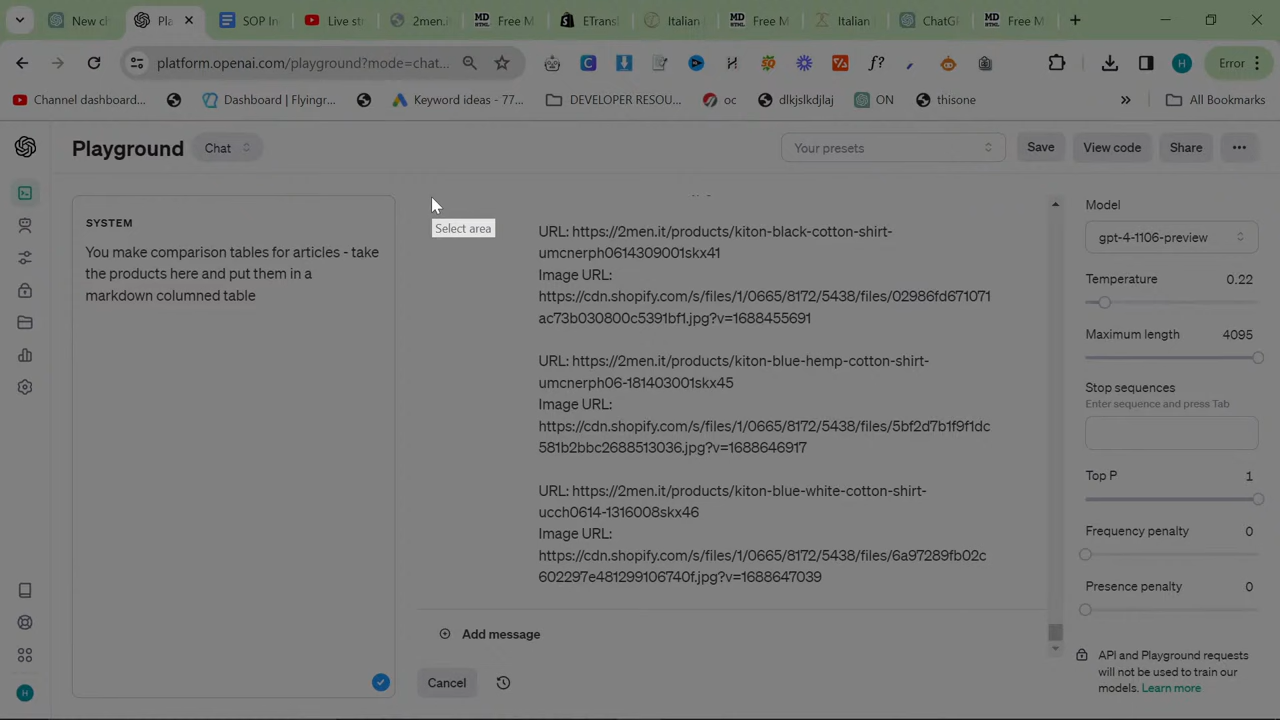 New c
Pla
SOP In
Live st
2men.i
Free M
ETransl
Italian
Free M
Italian
ChatG
Free M
platform.openai.com/playground?mode=chat...
Error
Channel dashboard...
Dashboard | Flyingr...
Keyword ideas - 77...
DEVELOPER RESOU...
oc
dlkjslkdjlaj
ON
thisone
»
All Bookmarks
Playground
Chat
Your presets
Save
View code
Share
SYSTEM
You make comparison tables for articles - take
the products here and put them in a
markdown columned table
Select area
URL: https://2men.it/products/kiton-black-cotton-shirt-
umcnerph0614309001skx41
Image URL:
https://cdn.shopify.com/s/files/1/0665/8172/5438/files/02986fd671071
ac73b030800c5391bf1.jpg?v=1688455691
URL: https://2men.it/products/kiton-blue-hemp-cotton-shirt-
umcnerph06-181403001skx45
Image URL:
https://cdn.shopify.com/s/files/1/0665/8172/5438/files/5bf2d7b1f9f1dc
581b2bbc2688513036.jpg?v=1688646917
URL: https://2men.it/products/kiton-blue-white-cotton-shirt-
ucch0614-1316008skx46
Image URL:
https://cdn.shopify.com/s/files/1/0665/8172/5438/files/6a97289fb02c
602297e481299106740f.jpg?v=1688647039
Add message
Cancel
Model
gpt-4-1106-preview
Temperature 0.22
Maximum length 4095
Stop sequences
Enter sequence and press Tab
Top P 1
Frequency penalty 0
Presence penalty 0
API and Playground requests
will not be used to train our
models. Learn more
H